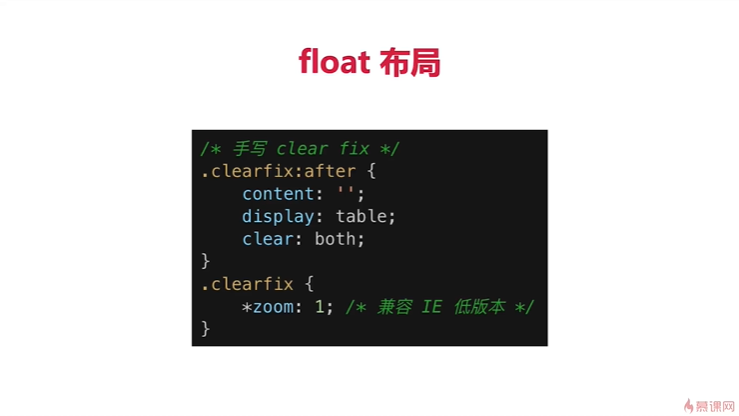 float 布局
/* 手写 clear fix */
.clearfix:after {
    content: '';
    display: table;
    clear: both;
}
.clearfix {
    *zoom: 1; /* 兼容 IE 低版本 */
}
慕课网